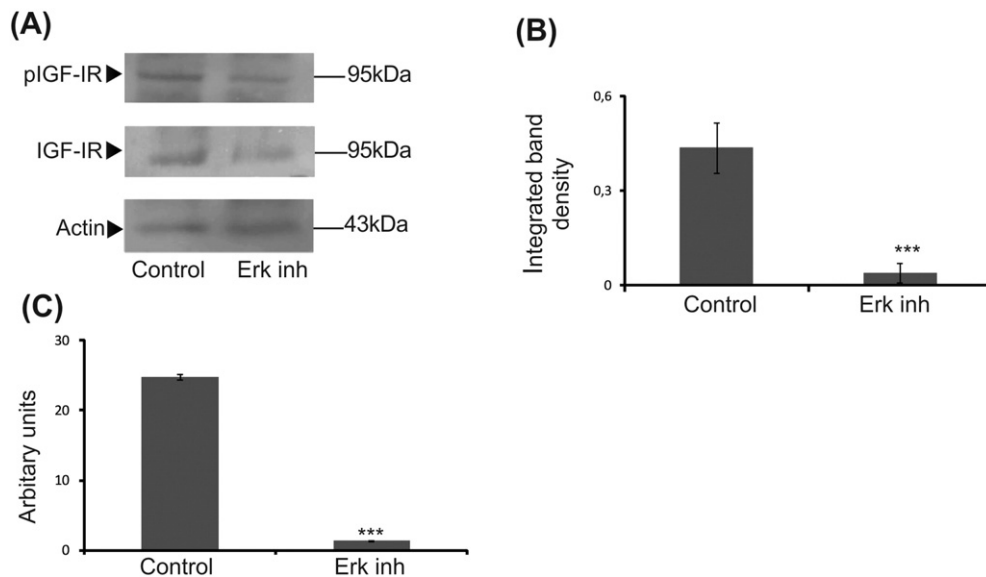 (A)
pIGF-IR 95kDa
IGF-IR 95kDa
Actin 43kDa
Control Erk inh
(B)
Integrated band
density
0,6
0,3
0
***
Control Erk inh
(C)
Arbitary units
30
20
10
0
***
Control Erk inh